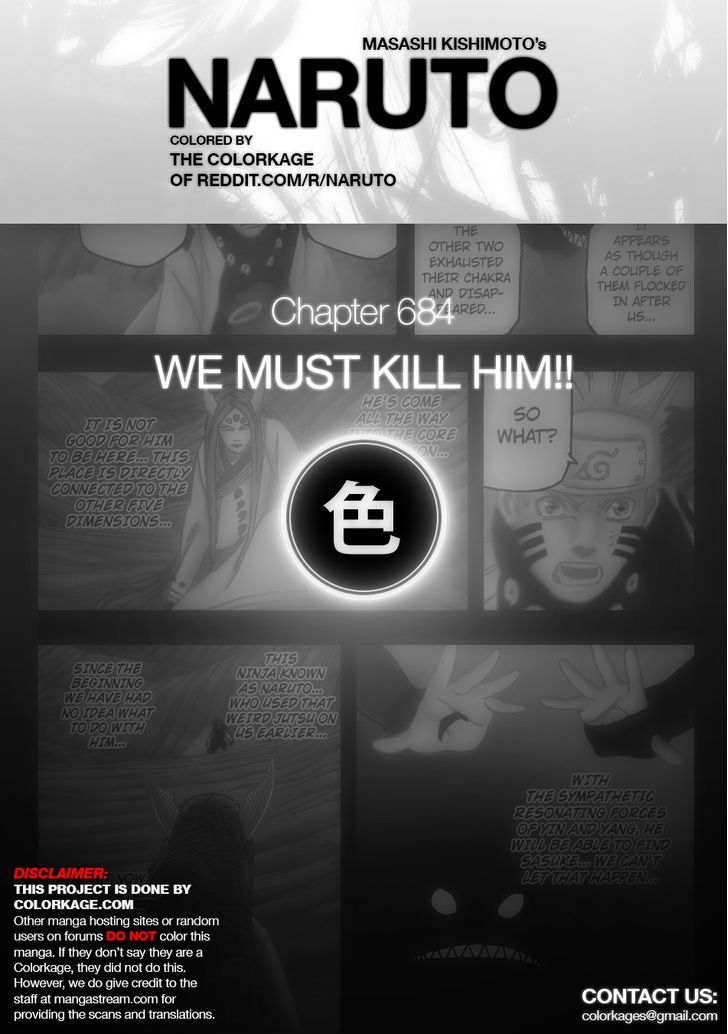 MASASHI KISHIMOTO's
NARUTO
COLORED BY
THE COLORKAGE
OF REDDIT.COM/R/NARUTO
THE
OTHER TWO
EXHAUSTED
THEIR CHAKRA
AND DISAP-
PEARED...
IT
APPEARS
AS THOUGH
A COUPLE OF
THEM FLOCKED
IN AFTER
US...
Chapter 684
WE MUST KILL HIM!!
IT IS NOT
GOOD FOR HIM
TO BE HERE... THIS
PLACE IS DIRECTLY
CONNECTED TO THE
OTHER FIVE
DIMENSIONS...
HE'S COME
ALL THE WAY
INTO THE CORE
SO
WHAT?
色
SINCE THE
BEGINNING
WE HAVE HAD
NO IDEA WHAT
TO DO WITH
HIM...
THIS
NINJA KNOWN
AS NARUTO...
WHO USED THAT
WEIRD JUTSU ON
US EARLIER...
WITH
THE SYMPATHETIC
RESONATING FORCES
OF YIN AND YANG, HE
WILL BE ABLE TO FIND
SASUKE... WE CAN'T
LET THAT HAPPEN...
DISCLAIMER:
THIS PROJECT IS DONE BY
COLORKAGE.COM
Other manga hosting sites or random
users on forums DO NOT color this
manga. If they don't say they are a
Colorkage, they did not do this.
However, we do give credit to the
staff at mangastream.com for
providing the scans and translations.
CONTACT US:
colorkages@gmail.com